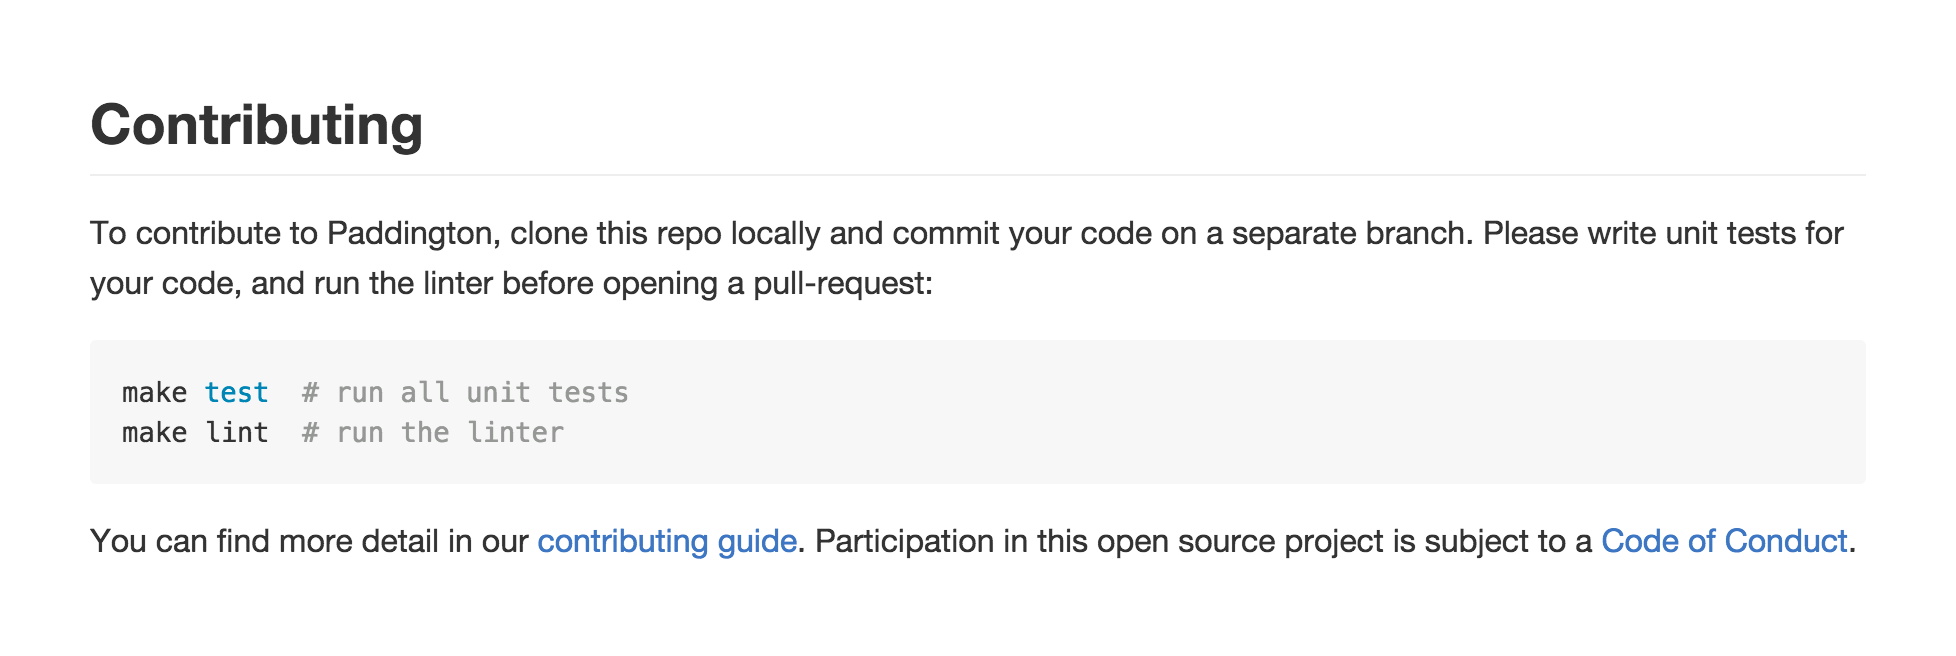 Contributing
To contribute to Paddington, clone this repo locally and commit your code on a separate branch. Please write unit tests for
your code, and run the linter before opening a pull-request:
make test  # run all unit tests
make lint  # run the linter
You can find more detail in our contributing guide. Participation in this open source project is subject to a Code of Conduct.